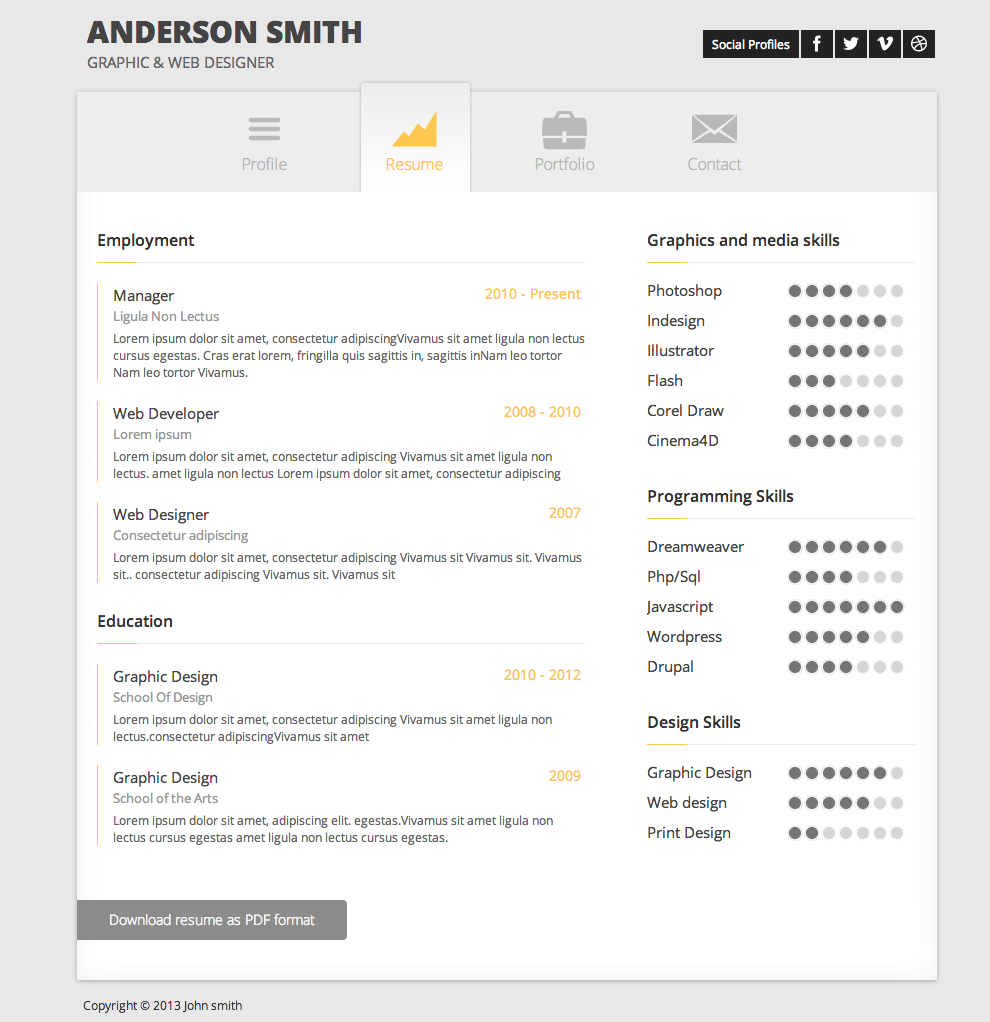 ANDERSON SMITH
GRAPHIC & WEB DESIGNER
Social Profiles
Profile
Resume
Portfolio
Contact
Employment
Manager
2010 - Present
Ligula Non Lectus
Lorem ipsum dolor sit amet, consectetur adipiscingVivamus sit amet ligula non lectus
cursus egestas. Cras erat lorem, fringilla quis sagittis in, sagittis inNam leo tortor
Nam leo tortor Vivamus.
Web Developer
2008 - 2010
Lorem ipsum
Lorem ipsum dolor sit amet, consectetur adipiscing Vivamus sit amet ligula non
lectus. amet ligula non lectus Lorem ipsum dolor sit amet, consectetur adipiscing
Web Designer
2007
Consectetur adipiscing
Lorem ipsum dolor sit amet, consectetur adipiscing Vivamus sit Vivamus sit. Vivamus
sit.. consectetur adipiscing Vivamus sit. Vivamus sit
Education
Graphic Design
2010 - 2012
School Of Design
Lorem ipsum dolor sit amet, consectetur adipiscing Vivamus sit amet ligula non
lectus.consectetur adipiscingVivamus sit amet
Graphic Design
2009
School of the Arts
Lorem ipsum dolor sit amet, adipiscing elit. egestas.Vivamus sit amet ligula non
lectus cursus egestas amet ligula non lectus cursus egestas.
Graphics and media skills
Photoshop
Indesign
Illustrator
Flash
Corel Draw
Cinema4D
Programming Skills
Dreamweaver
Php/Sql
Javascript
Wordpress
Drupal
Design Skills
Graphic Design
Web design
Print Design
Download resume as PDF format
Copyright © 2013 John smith